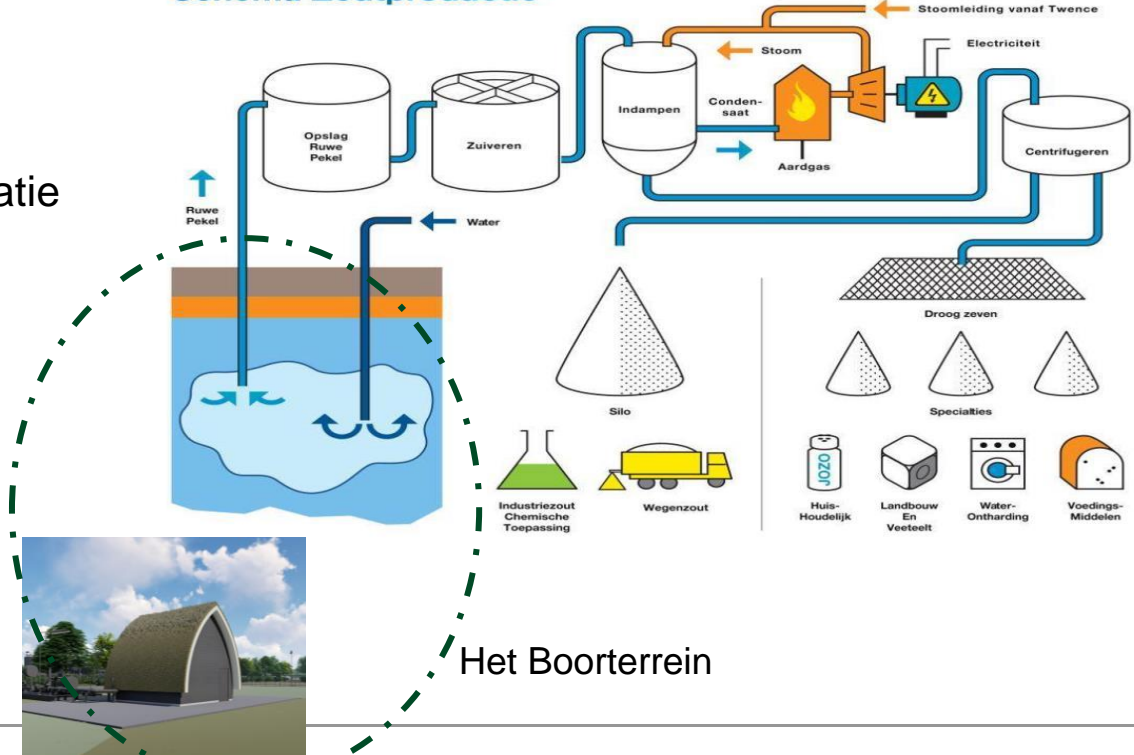 Stoomleiding vanaf Twence
Electriciteit
Stoom
Indampen
Conden-
saat
Opslag
Ruwe
Pekel
Zuiveren
Centrifugeren
Aardgas
atie
Ruwe
Pekel
Water
Droog zeven
Silo
Specialties
JOZO
Industriezout
Chemische
Toepassing
Wegenzout
Huis-
Houdelijk
Landbouw
En
Veeteelt
Water-
Ontharding
Voedings-
Middelen
Het Boorterrein